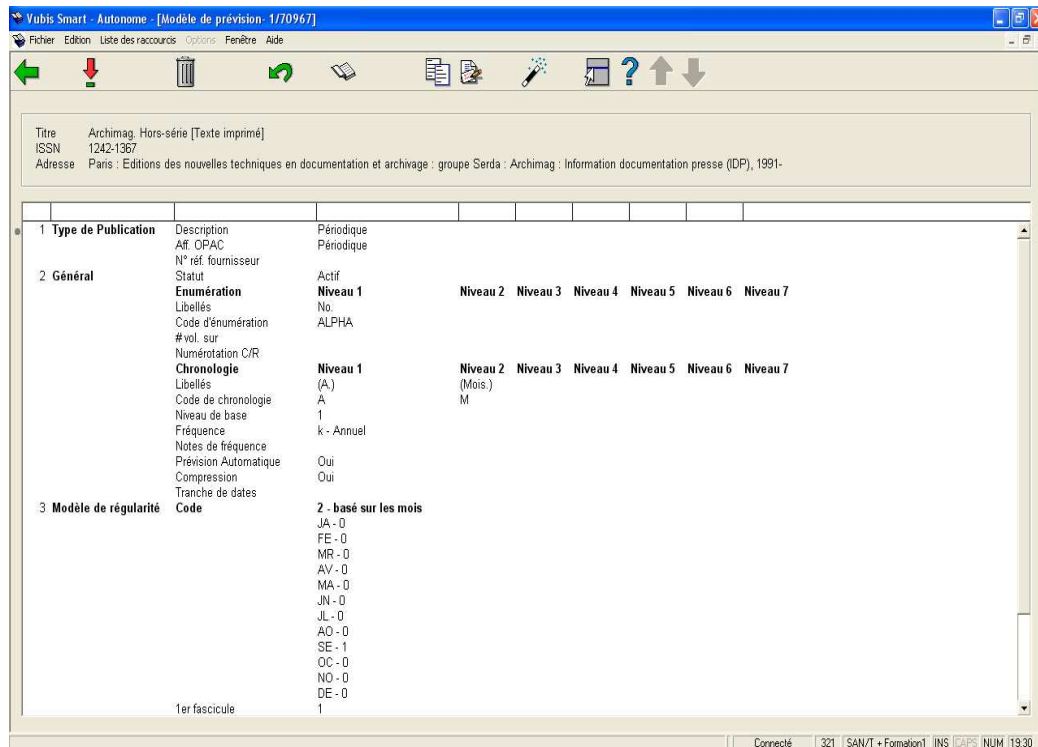 Vubis Smart - Autonome - [Modèle de prévision- 1/70967]
Fichier Edition Liste des raccourcis Options Fenêtre Aide
Titre Archimag. Hors-série [Texte imprimé]
ISSN 1242-1367
Adresse Paris : Editions des nouvelles techniques en documentation et archivage : groupe Serda : Archimag : Information documentation presse (IDP), 1991-
1 Type de Publication Description Périodique
Aff. OPAC Périodique
N° réf. fournisseur
2 Général Statut Actif
Enumération Niveau 1 Niveau 2 Niveau 3 Niveau 4 Niveau 5 Niveau 6 Niveau 7
Libellés No.
Code d'énumération ALPHA
# vol. sur
Numérotation C/R
Chronologie Niveau 1 Niveau 2 Niveau 3 Niveau 4 Niveau 5 Niveau 6 Niveau 7
Libellés (A.) (Mois.)
Code de chronologie A M
Niveau de base 1
Fréquence k - Annuel
Notes de fréquence
Prévision Automatique Oui
Compression Oui
Tranche de dates
3 Modèle de régularité Code 2 - basé sur les mois
JA - 0
FE - 0
MR - 0
AV - 0
MA - 0
JN - 0
JL - 0
AO - 0
SE - 1
OC - 0
NO - 0
DE - 0
1er fascicule 1
Connecté 321 SAN/T + Formation1 INS CAPS NUM 19:30